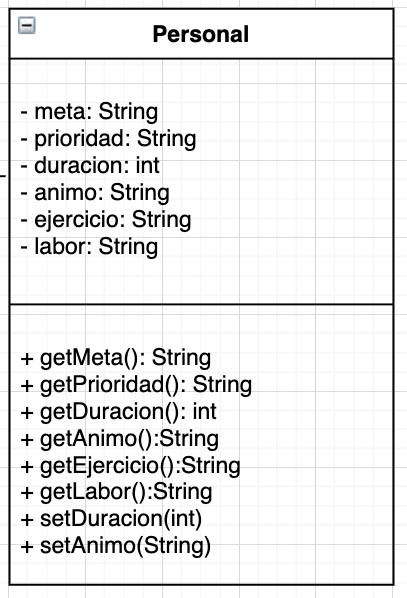 Personal
- meta: String
- prioridad: String
- duracion: int
- animo: String
- ejercicio: String
- labor: String
+ getMeta(): String
+ getPrioridad(): String
+ getDuracion(): int
+ getAnimo():String
+ getEjercicio():String
+ getLabor():String
+ setDuracion(int)
+ setAnimo(String)